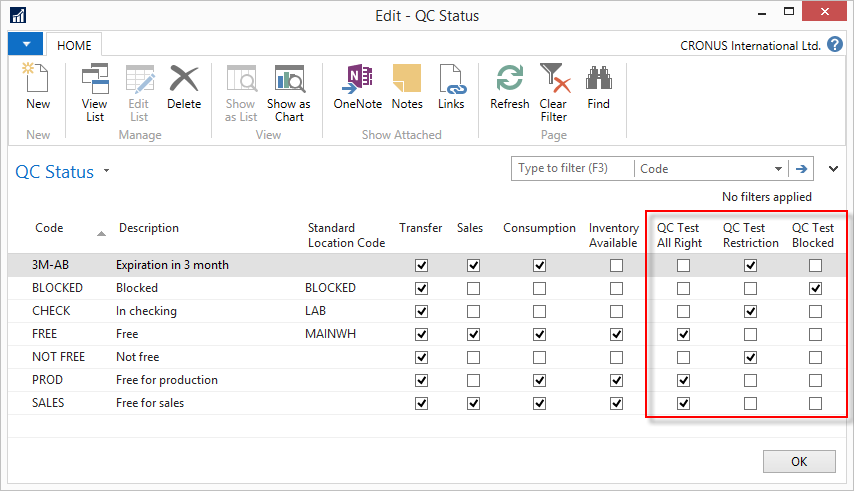 Edit - QC Status
HOME
CRONUS International Ltd.
?
New
View List
Edit List
Delete
Show as List
Show as Chart
OneNote
Notes
Links
Refresh
Clear Filter
Find
New
Manage
View
Show Attached
Page
QC Status
Type to filter (F3)
Code
No filters applied
Code
Description
Standard Location Code
Transfer
Sales
Consumption
Inventory Available
QC Test All Right
QC Test Restriction
QC Test Blocked
3M-AB Expiration in 3 month
BLOCKED Blocked BLOCKED
CHECK In checking LAB
FREE Free MAINWH
NOT FREE Not free
PROD Free for production
SALES Free for sales
OK